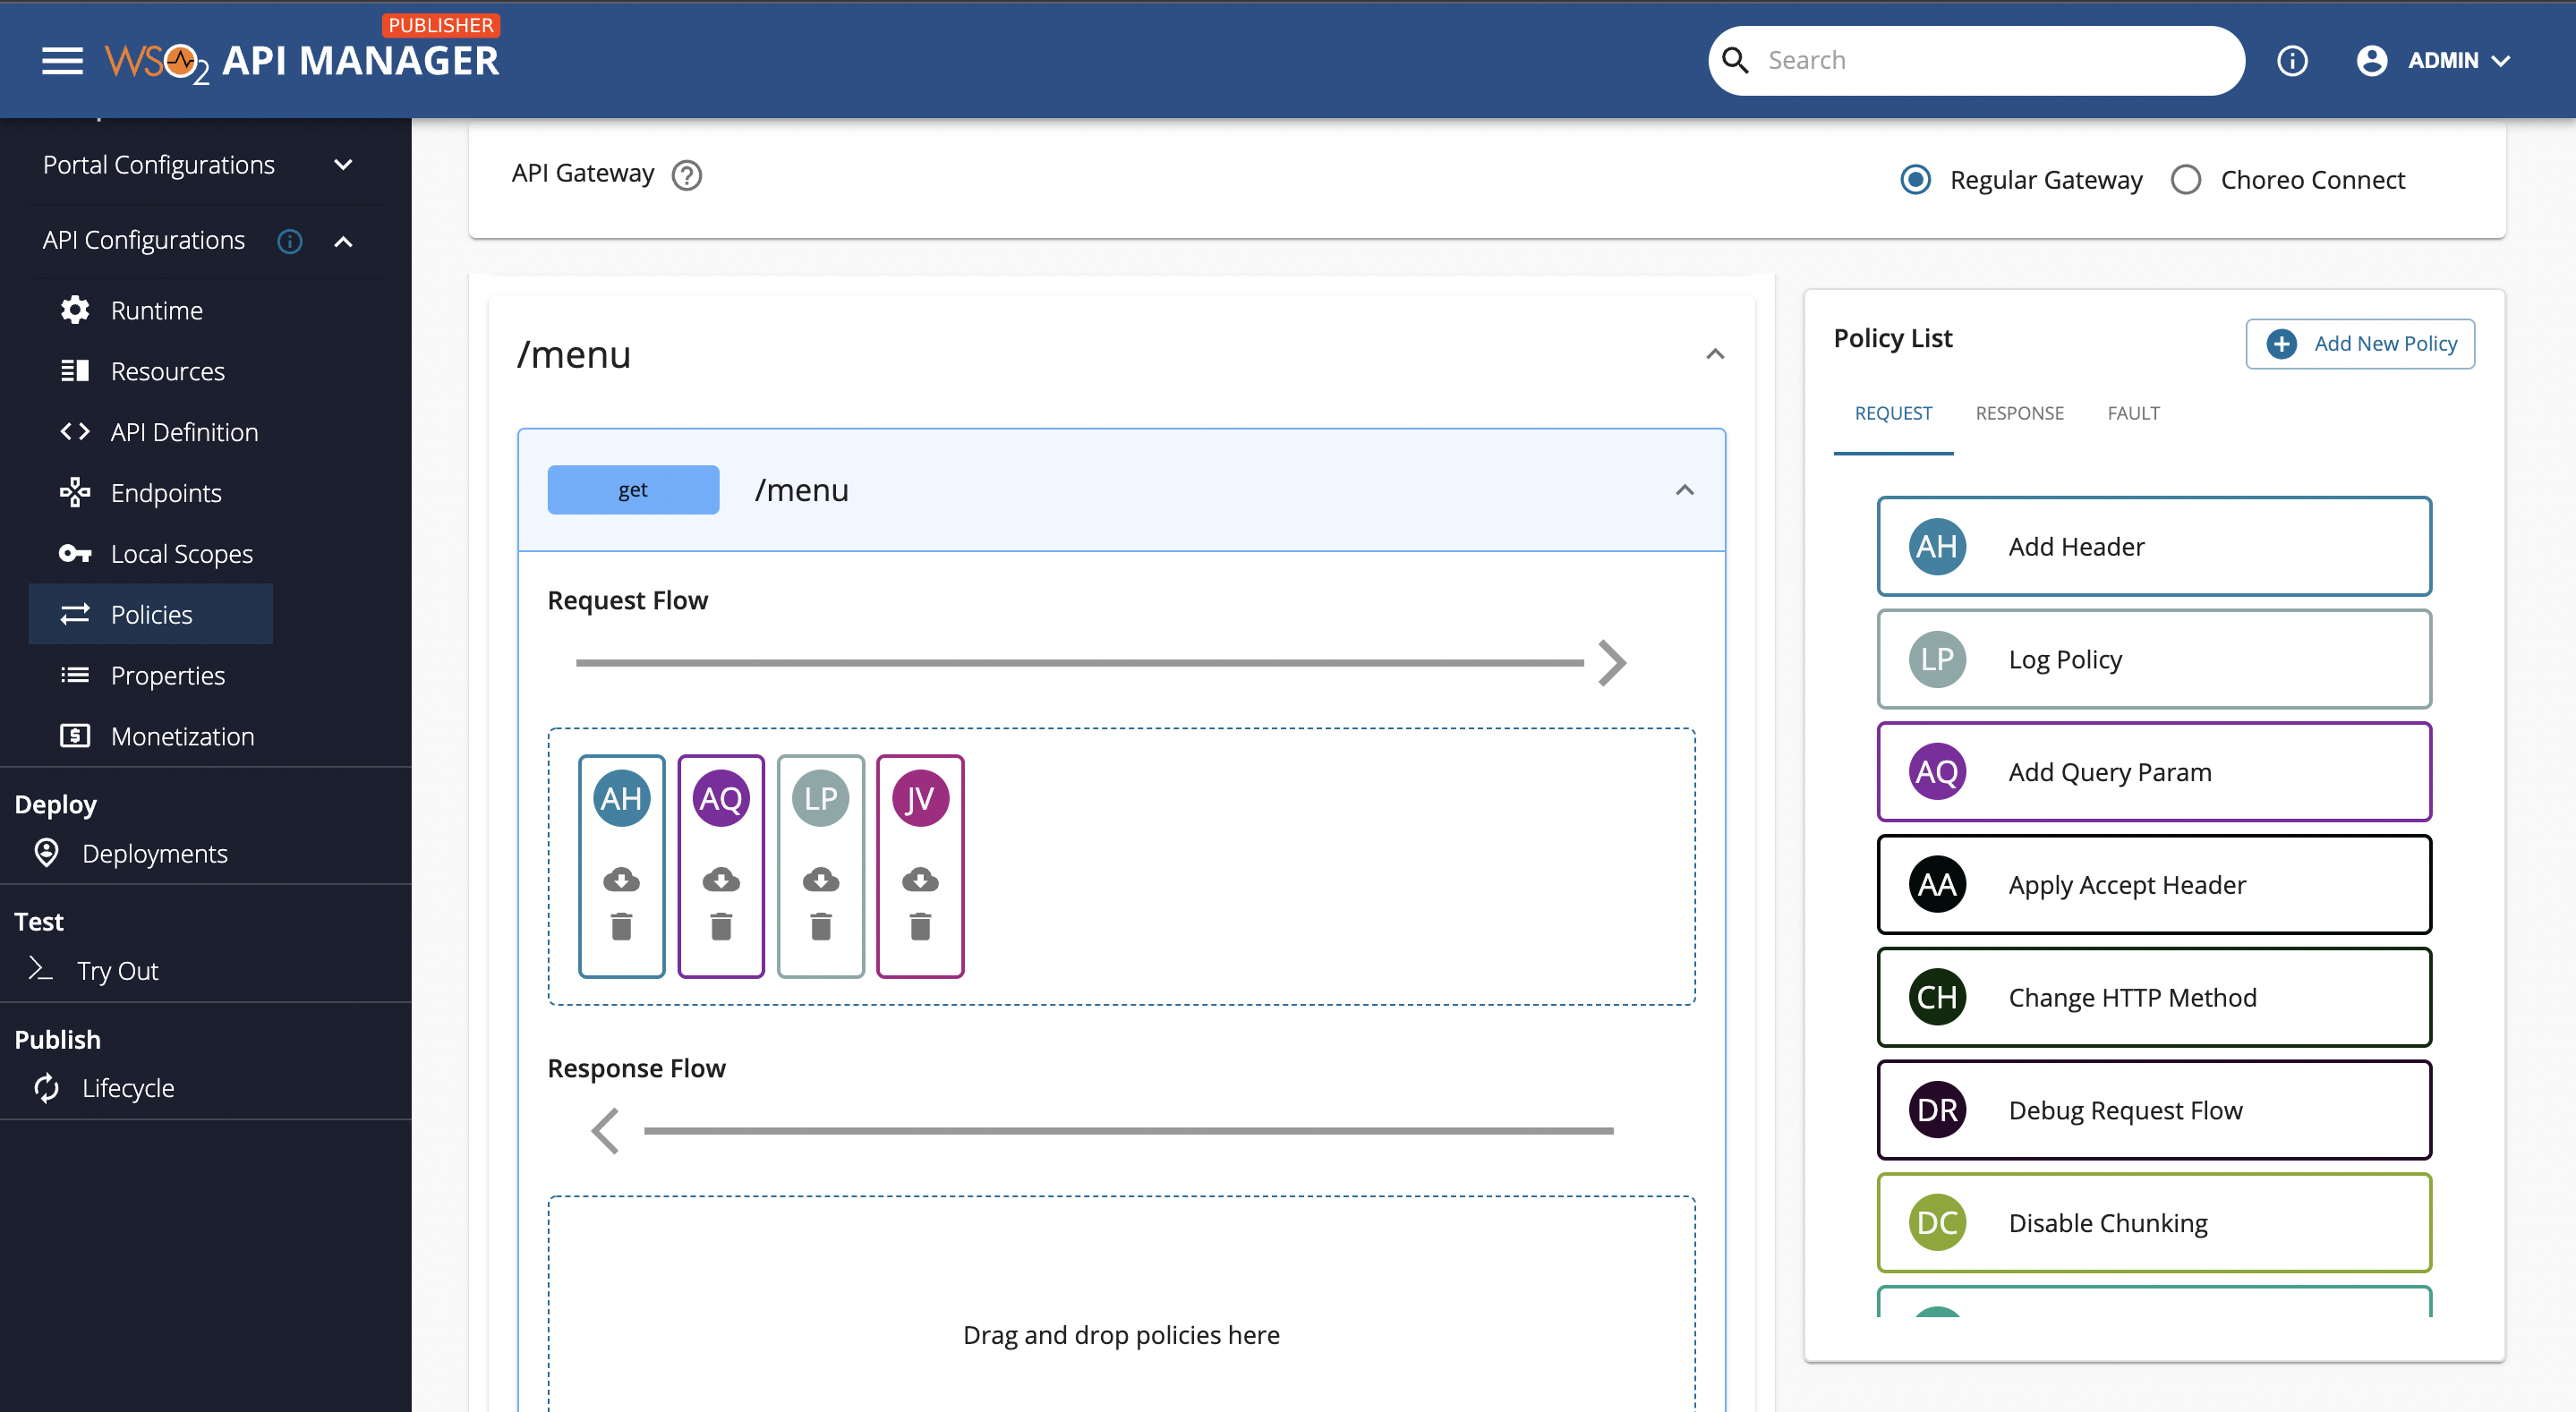 PUBLISHER
WSO2 API MANAGER
Search
ADMIN
Portal Configurations
API Configurations
Runtime
Resources
API Definition
Endpoints
Local Scopes
Policies
Properties
Monetization
Deploy
Deployments
Test
Try Out
Publish
Lifecycle
API Gateway
Regular Gateway
Choreo Connect
/menu
get
/menu
Request Flow
AH
AQ
LP
JV
Response Flow
Drag and drop policies here
Policy List
Add New Policy
REQUEST
RESPONSE
FAULT
AH Add Header
LP Log Policy
AQ Add Query Param
AA Apply Accept Header
CH Change HTTP Method
DR Debug Request Flow
DC Disable Chunking